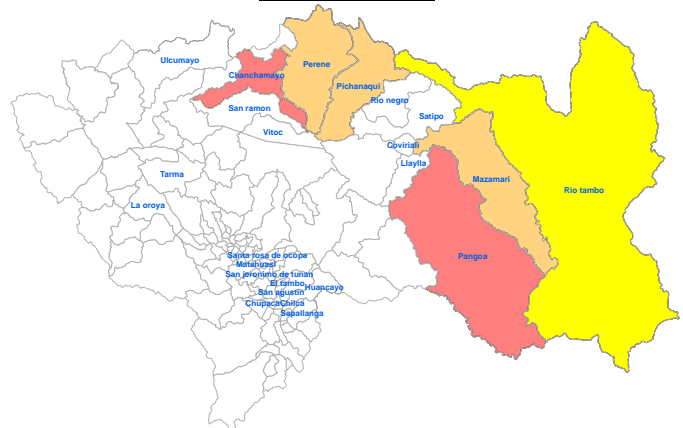 Ulcumayo
Perene
Chanchamayo
Pichanaqui
Rio negro
San ramon
Satipo
Vitoc
Coviriali
Llaylla
Tarma
Mazamari
Rio tambo
La oroya
Santa rosa de ocopa
Matahuasi
Pangoa
San jeronimo de tunan
El tambo
Huancayo
San agustin
Chupaca
Chilca
Sapallanga